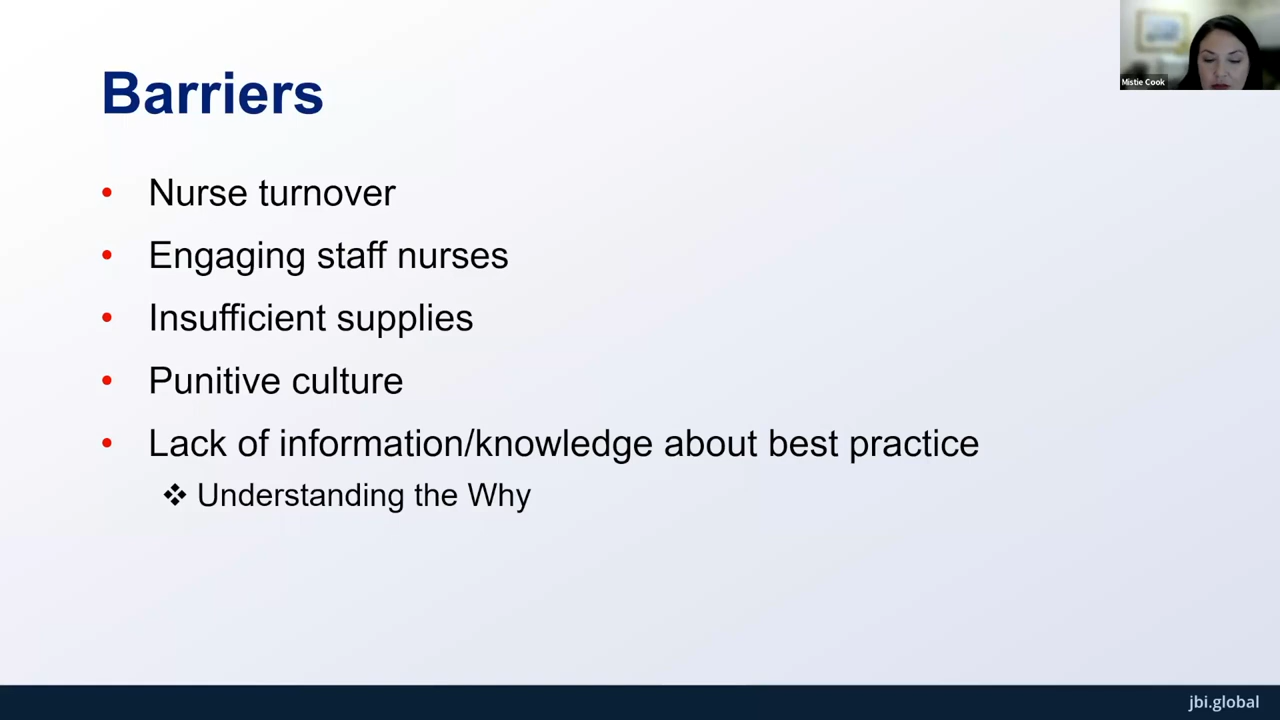 Barriers
Mistie Cook
• Nurse turnover
• Engaging staff nurses
• Insufficient supplies
• Punitive culture
• Lack of information/knowledge about best practice
❖ Understanding the Why
jbi.global